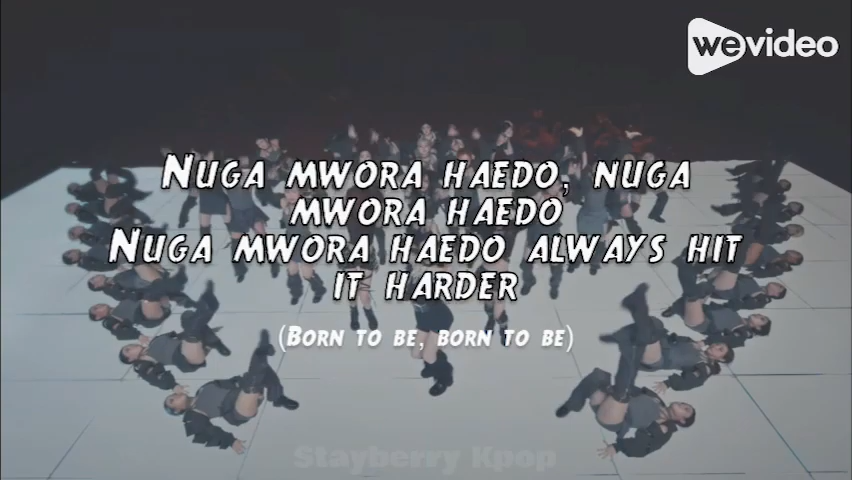 wevideo
Nuga mwora haedo, nuga
mwora haedo
Nuga mwora haedo always hit
it harder
(Born to be, born to be)
Stayberry Kpop